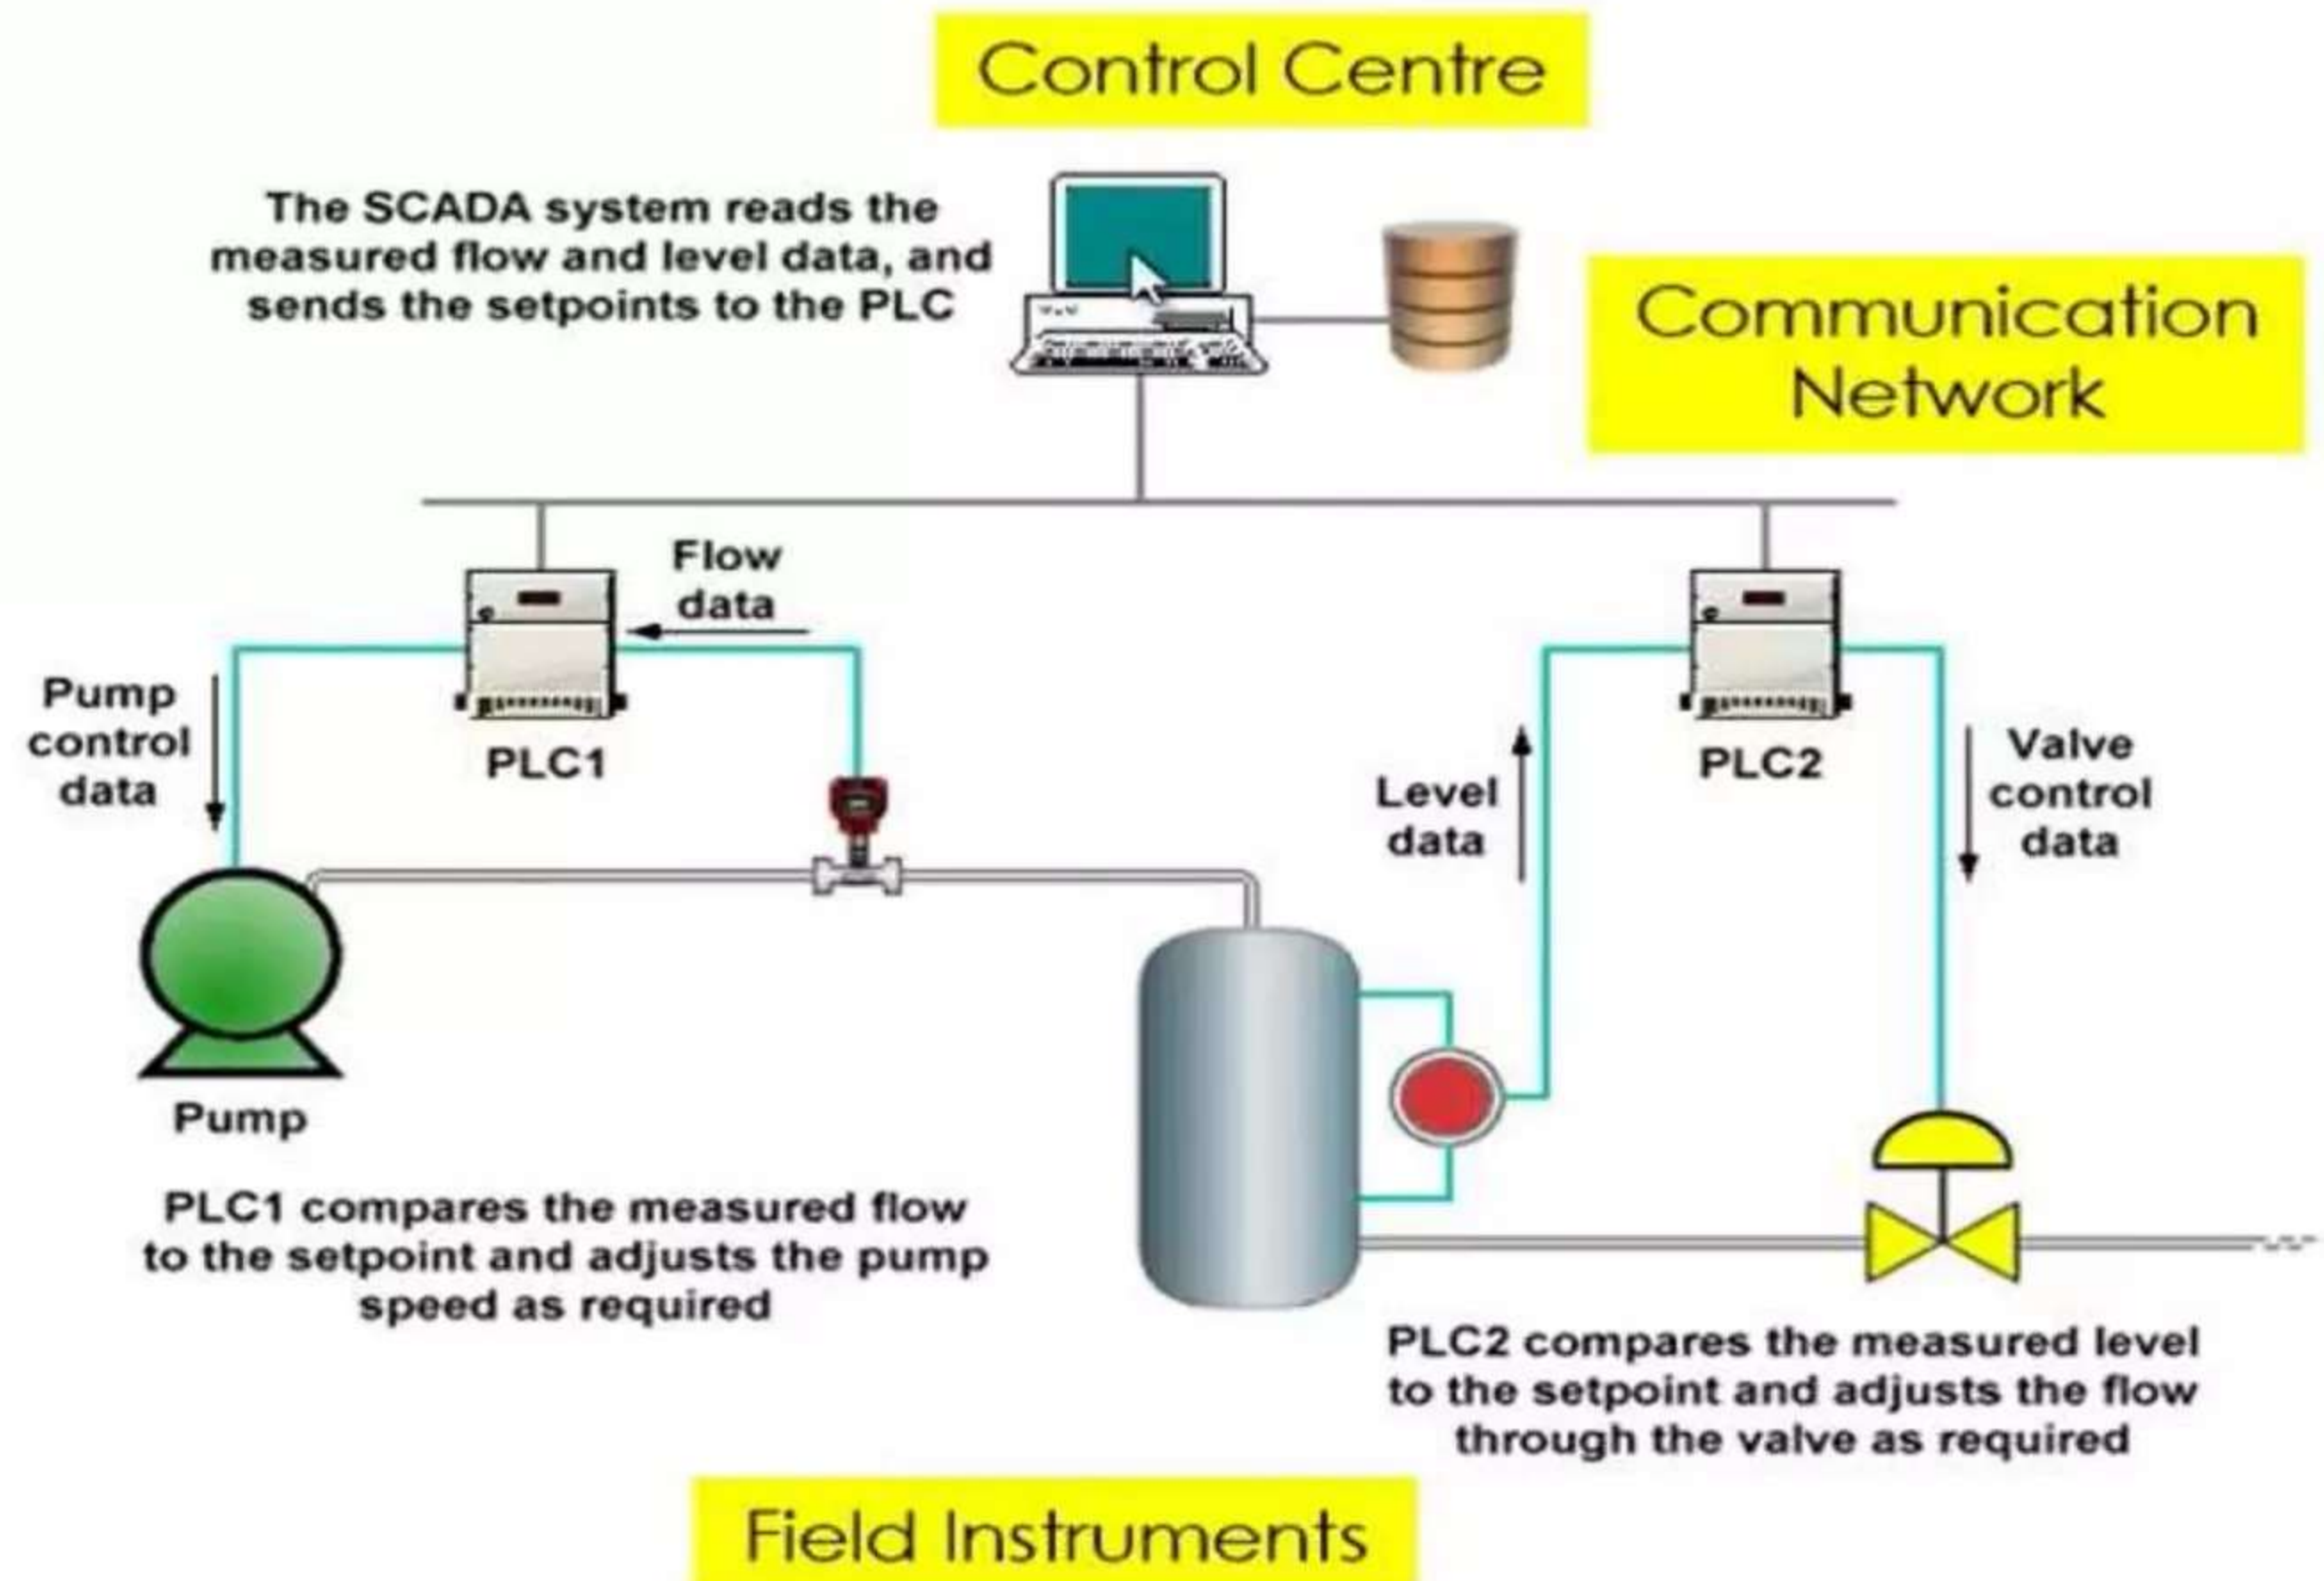 Control Centre
The SCADA system reads the
measured flow and level data, and
sends the setpoints to the PLC
Communication
Network
Flow
data
Pump
control
data
PLC1
PLC2
Level
data
Valve
control
data
Pump
PLC1 compares the measured flow
to the setpoint and adjusts the pump
speed as required
PLC2 compares the measured level
to the setpoint and adjusts the flow
through the valve as required
Field Instruments